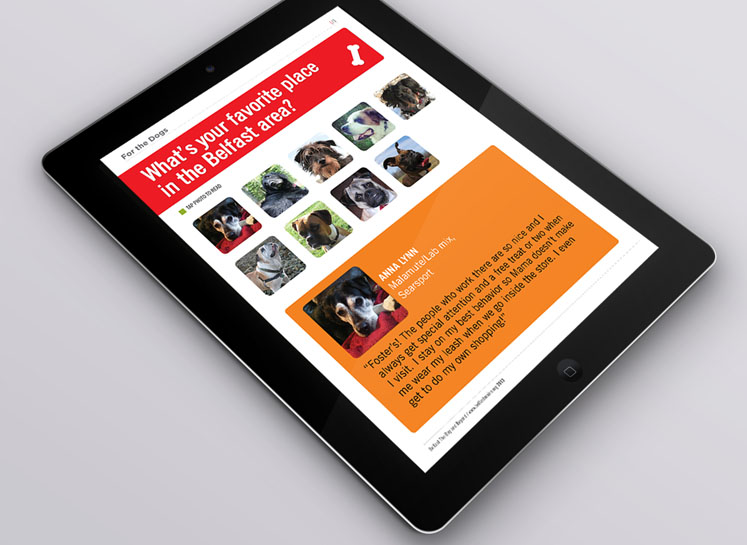 For the Dogs
What's your favorite place
in the Belfast area?
TAP PHOTO TO READ
ANNA LYNN
Malamute/Lab mix,
Searsport
"Foster's! The people who work there are so nice and I
always get special attention and a free treat or two when
I visit. I stay on my best behavior so Mama doesn't make
me wear my leash when we go inside the store. I even
get to do my own shopping!"